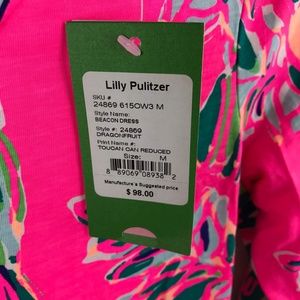 Lilly Pulitzer
SKU #
24869 615OW3 M
Style Name:
BEACON DRESS
Style #: 24869
DRAGONFRUIT
Print Name #:
TOUCAN CAN REDUCED
Size: M
8 89069 08938 2
Manufacture's Suggested price
$ 98.00